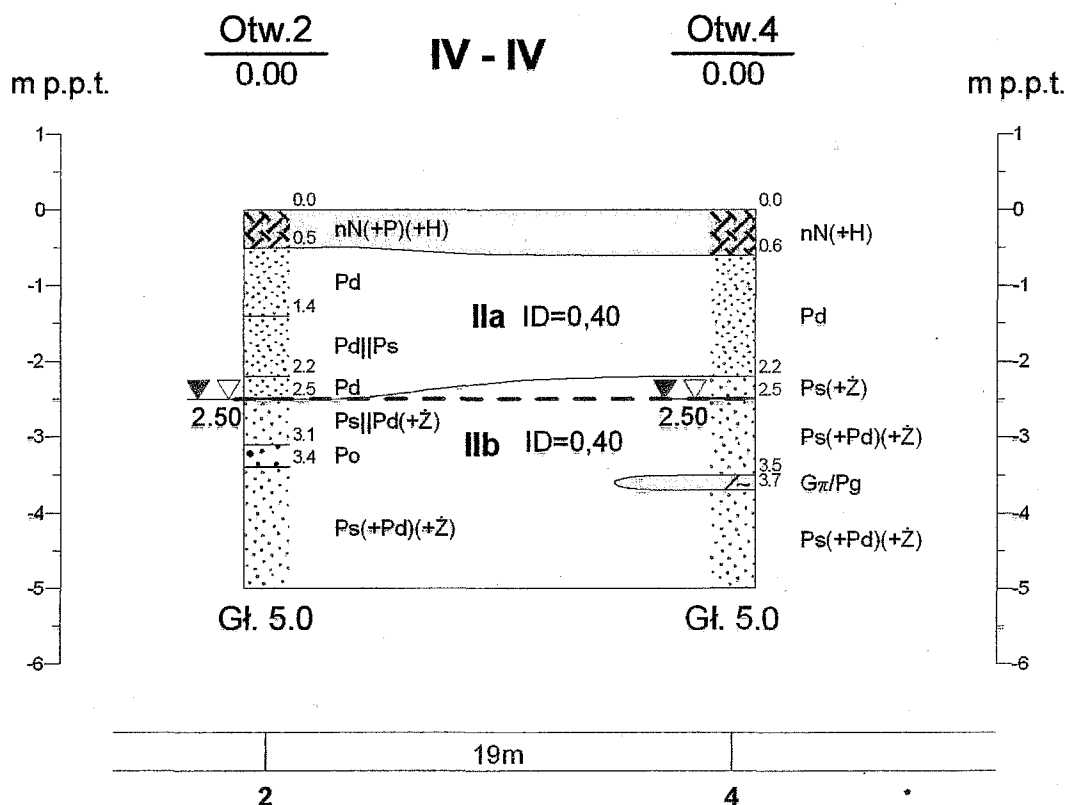 Otw.2
0.00
IV - IV
Otw.4
0.00
m p.p.t.
m p.p.t.
1
0
-1
-2
-3
-4
-5
-6
0.0
0.5
1.4
2.2
2.5
3.1
3.4
nN(+P)(+H)
Pd
Pd||Ps
Pd
Ps||Pd(+Ż)
Po
Ps(+Pd)(+Ż)
2.50
IIa ID=0,40
IIb ID=0,40
2.50
0.0
0.6
2.2
2.5
3.5
3.7
nN(+H)
Pd
Ps(+Ż)
Ps(+Pd)(+Ż)
Gπ/Pg
Ps(+Pd)(+Ż)
1
0
-1
-2
-3
-4
-5
-6
Gł. 5.0
Gł. 5.0
19m
2
4